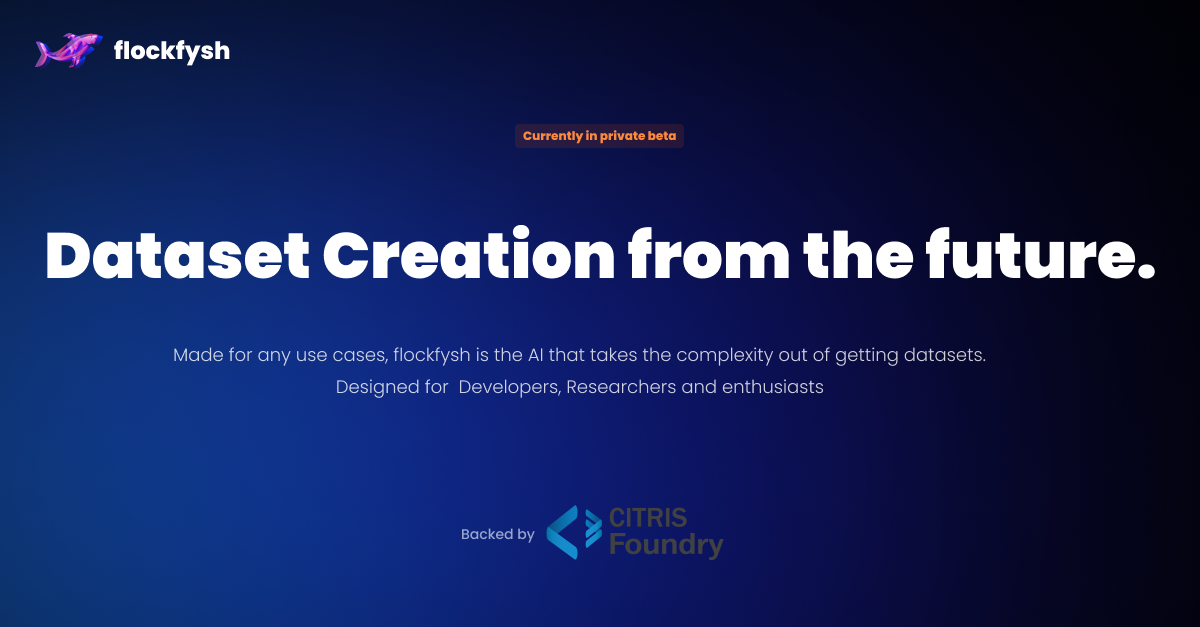 flockfysh
Currently in private beta
Dataset Creation from the future.
Made for any use cases, flockfysh is the AI that takes the complexity out of getting datasets.
Designed for  Developers, Researchers and enthusiasts
Backed by
CITRIS
Foundry